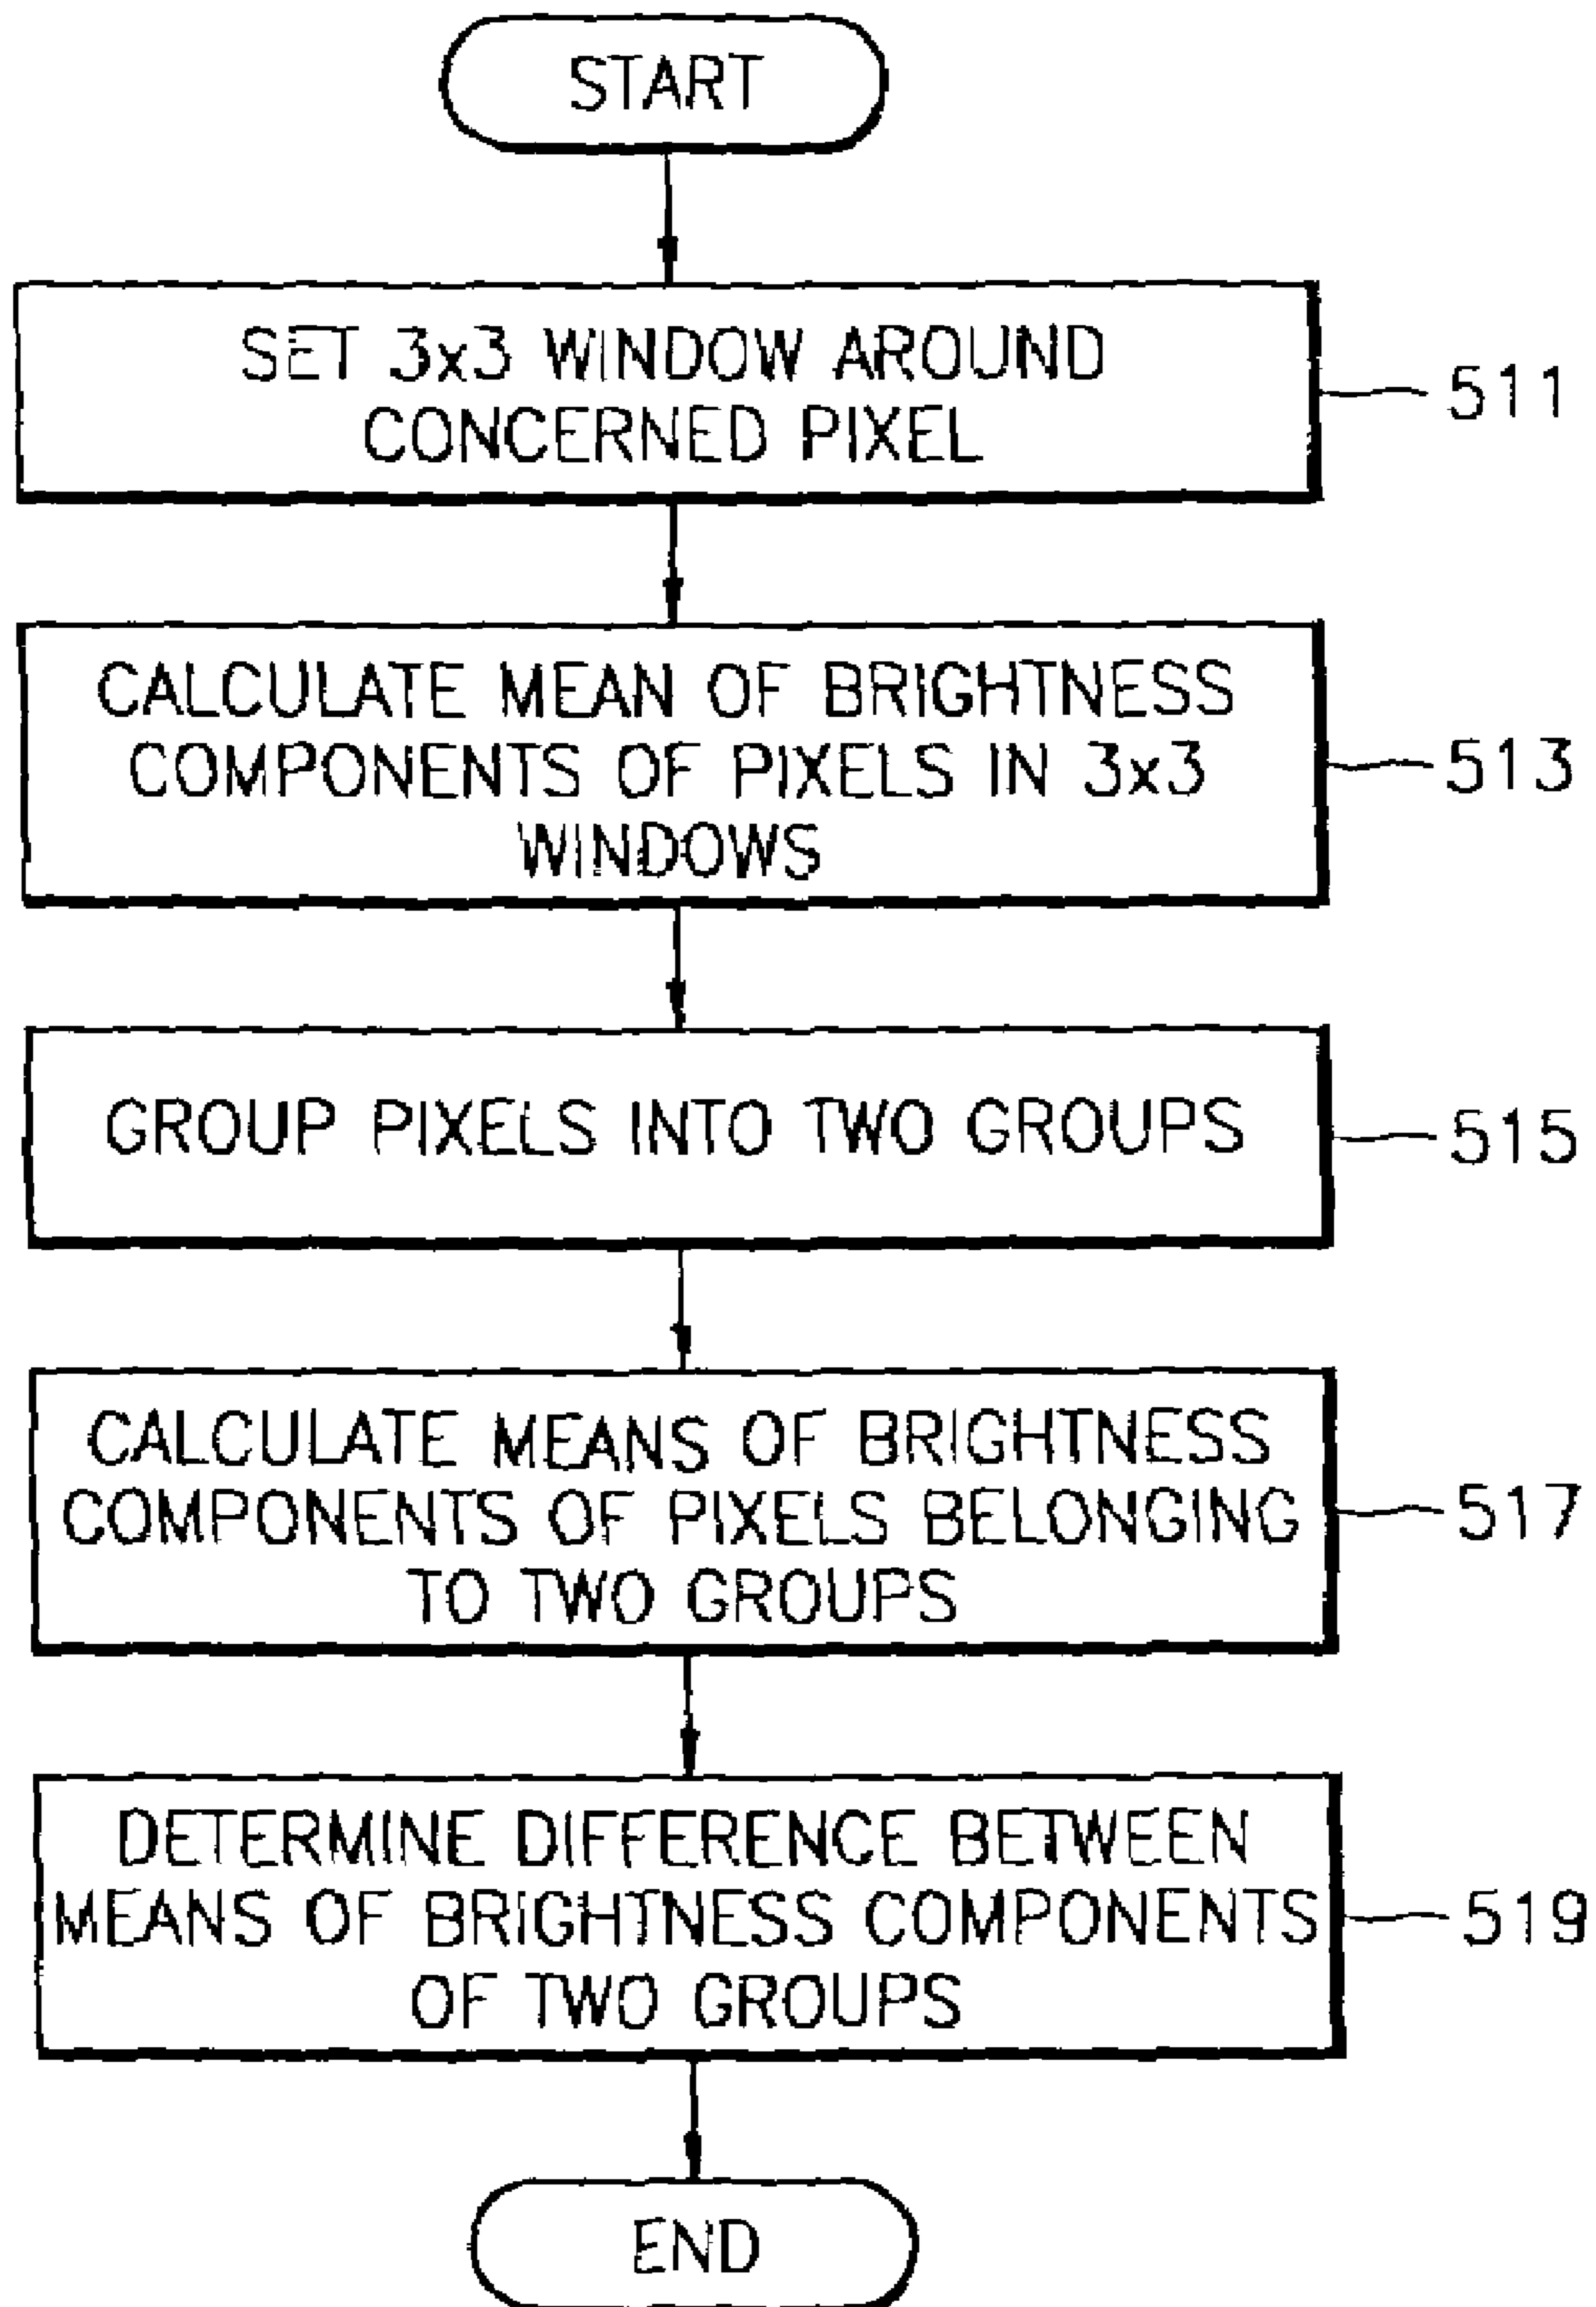 START
SET 3x3 WINDOW AROUND
CONCERNED PIXEL
511
CALCULATE MEAN OF BRIGHTNESS
COMPONENTS OF PIXELS IN 3x3
WINDOWS
513
GROUP PIXELS INTO TWO GROUPS
515
CALCULATE MEANS OF BRIGHTNESS
COMPONENTS OF PIXELS BELONGING
TO TWO GROUPS
517
DETERMINE DIFFERENCE BETWEEN
MEANS OF BRIGHTNESS COMPONENTS
OF TWO GROUPS
519
END